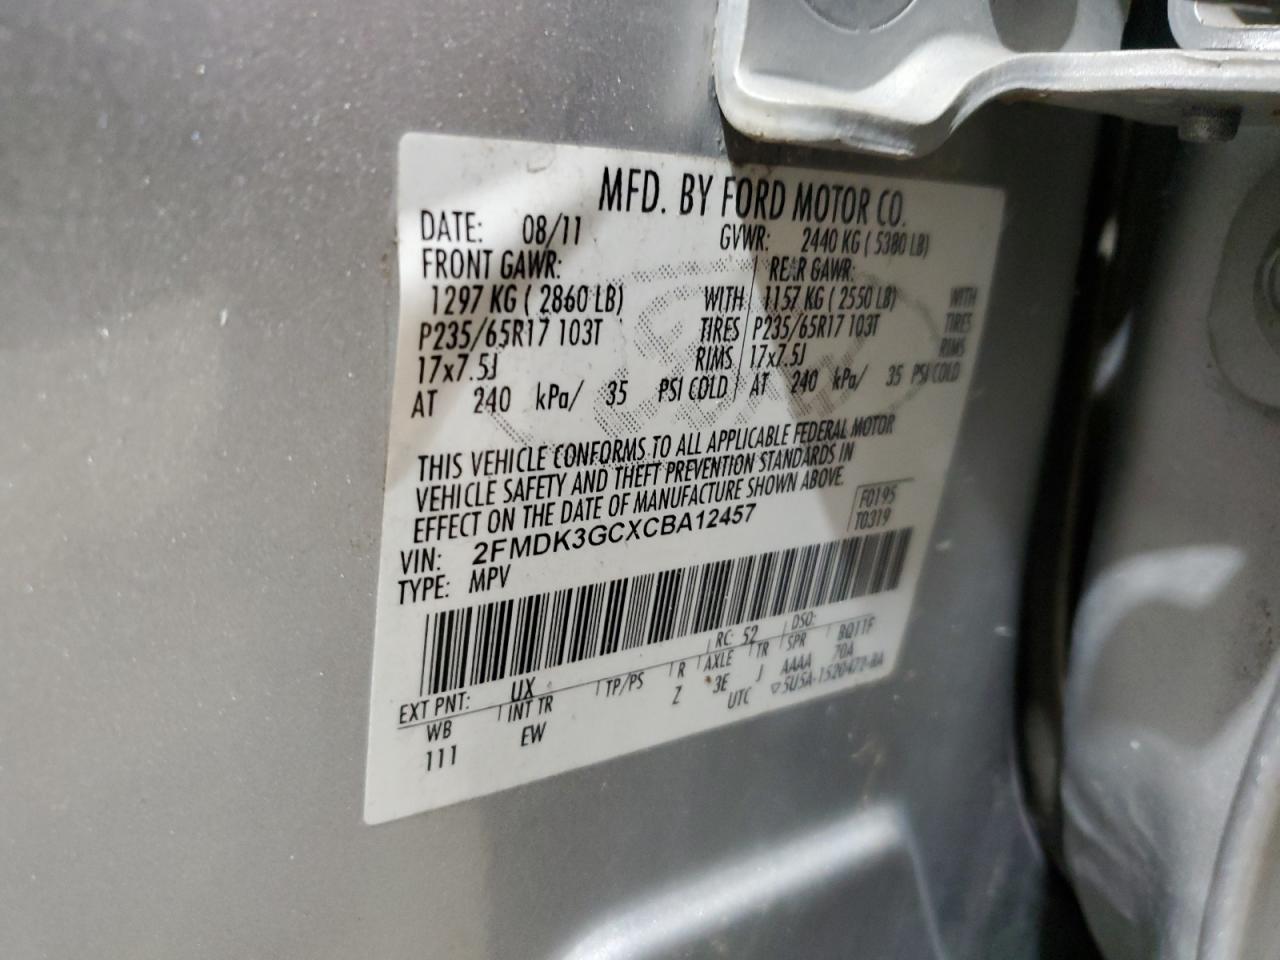 MFD. BY FORD MOTOR CO.
DATE: 08/11 GVWR: 2440 KG ( 5380 LB)
FRONT GAWR: REAR GAWR:
1297 KG ( 2860 LB) WITH 1157 KG ( 2550 LB) WITH
P235/65R17 103T TIRES P235/65R17 103T TIRES
17x7.5J RIMS 17x7.5J RIMS
AT 240 kPa/ 35 PSI COLD AT 240 kPa/ 35 PSI COLD
THIS VEHICLE CONFORMS TO ALL APPLICABLE FEDERAL MOTOR
VEHICLE SAFETY AND THEFT PREVENTION STANDARDS IN
EFFECT ON THE DATE OF MANUFACTURE SHOWN ABOVE.
F0195
VIN: 2FMDK3GCXCBA12457 T0319
TYPE: MPV
EXT PNT: UX RC: 52 DSO:
WB INT TR TP/PS R AXLE TR SPR BQ11F
111 EW Z 3E J AAAA 70A
UTC ▽5U5A-1520472-BA